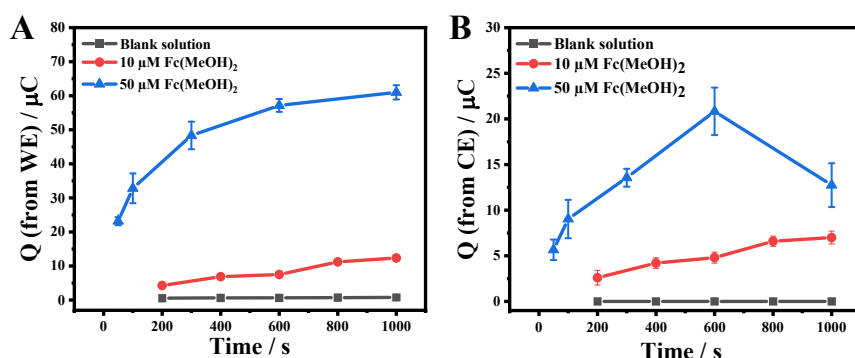 A
Q (from WE) / μC
80
70
60
50
40
30
20
10
0
Blank solution
10 μM Fc(MeOH)2
50 μM Fc(MeOH)2
0 200 400 600 800 1000
Time / s
B
Q (from CE) / μC
30
25
20
15
10
5
0
Blank solution
10 μM Fc(MeOH)2
50 μM Fc(MeOH)2
0 200 400 600 800 1000
Time / s